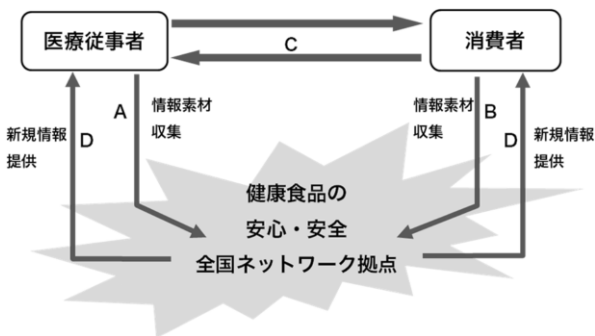 医療従事者
消費者
C
A
情報素材
収集
情報素材
収集
B
新規情報
提供
D
D
新規情報
提供
健康食品の
安心・安全
全国ネットワーク拠点